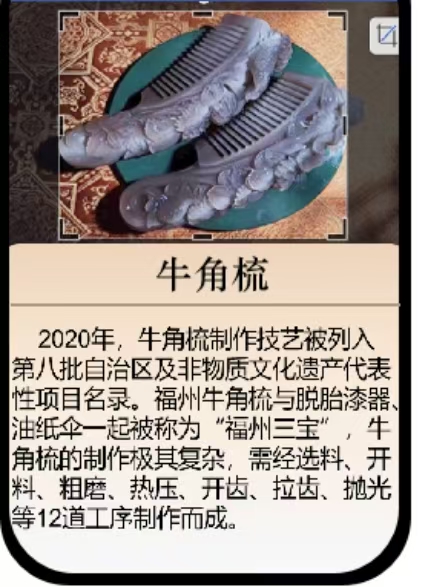 牛角梳
2020年，牛角梳制作技艺被列入
第八批自治区及非物质文化遗产代表
性项目名录。福州牛角梳与脱胎漆器、
油纸伞一起被称为“福州三宝”，牛
角梳的制作极其复杂，需经选料、开
料、粗磨、热压、开齿、拉齿、抛光
等12道工序制作而成。